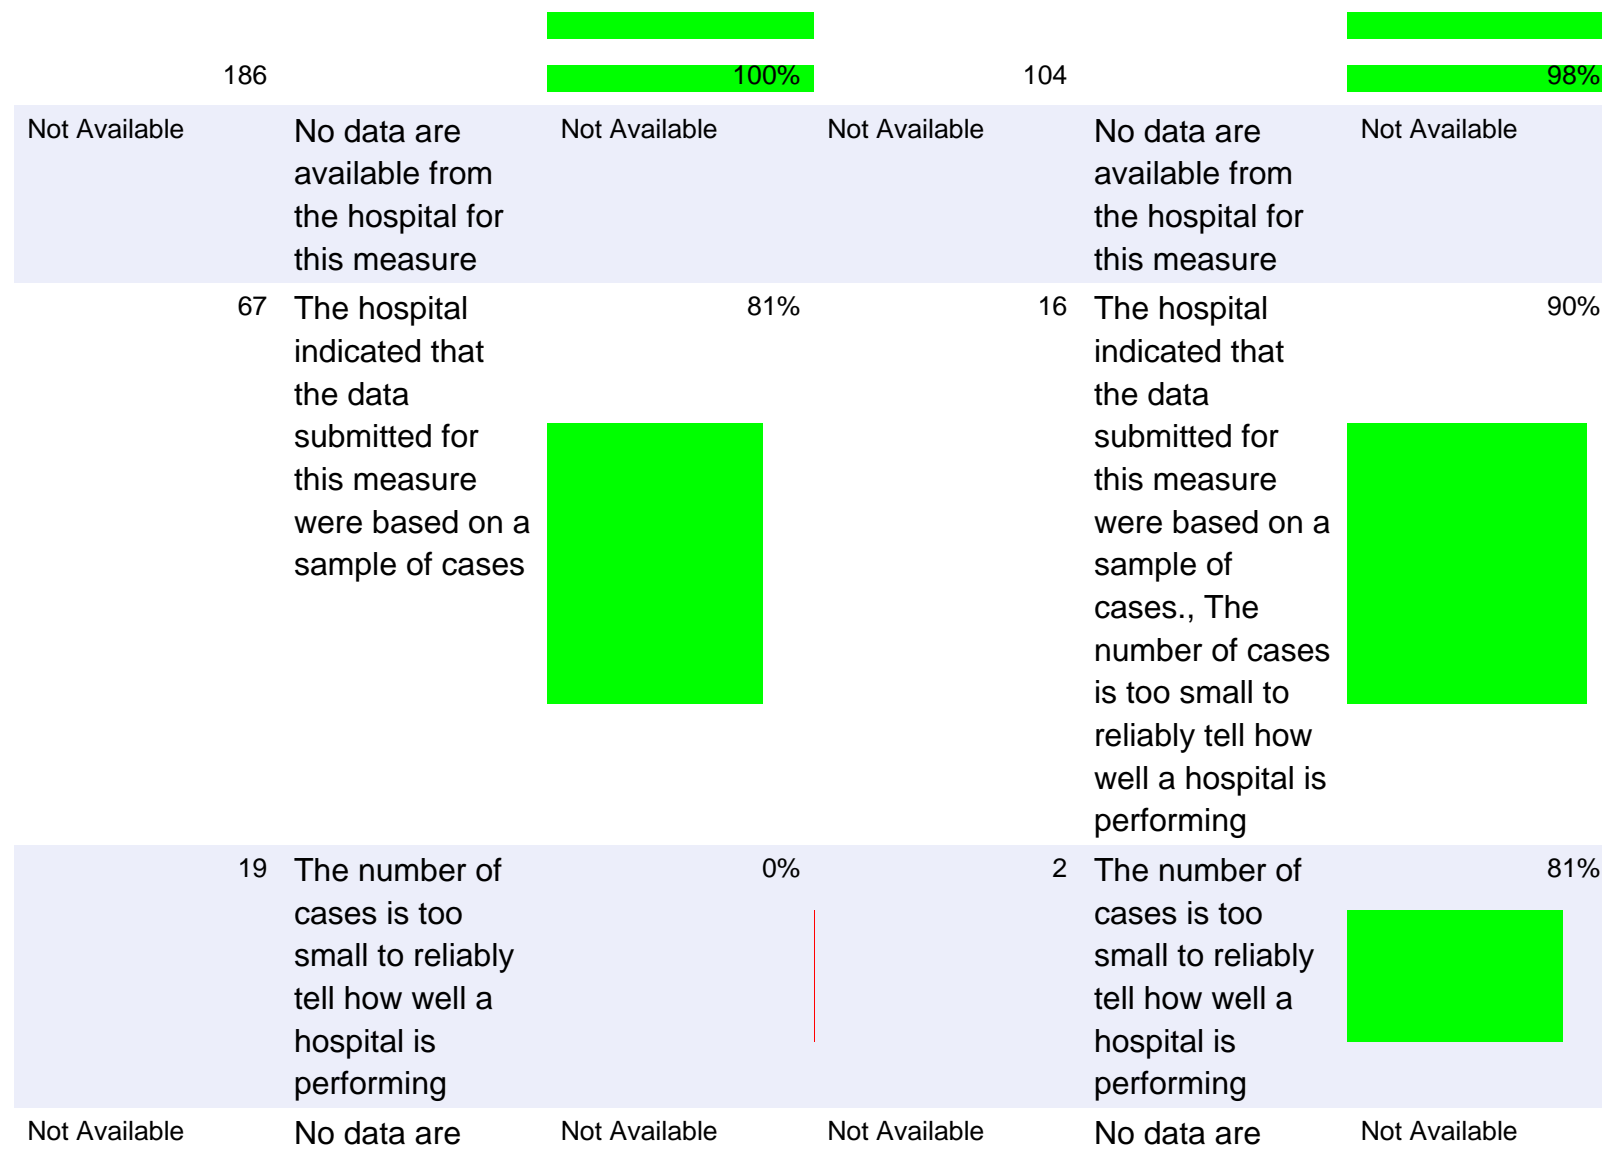 186 100% 104 98%
Not Available No data are Not Available Not Available No data are Not Available
available from available from
the hospital for the hospital for
this measure this measure
67 The hospital 81% 16 The hospital 90%
indicated that indicated that
the data the data
submitted for submitted for
this measure this measure
were based on a were based on a
sample of cases sample of
cases., The
number of cases
is too small to
reliably tell how
well a hospital is
performing
19 The number of 0% 2 The number of 81%
cases is too cases is too
small to reliably small to reliably
tell how well a tell how well a
hospital is hospital is
performing performing
Not Available No data are Not Available Not Available No data are Not Available